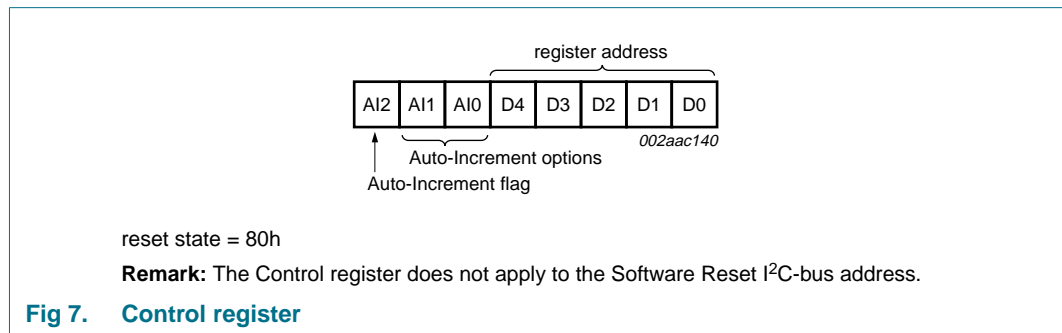 register address
AI2 AI1 AI0 D4 D3 D2 D1 D0
002aac140
Auto-Increment options
Auto-Increment flag
reset state = 80h
Remark: The Control register does not apply to the Software Reset I²C-bus address.
Fig 7. Control register